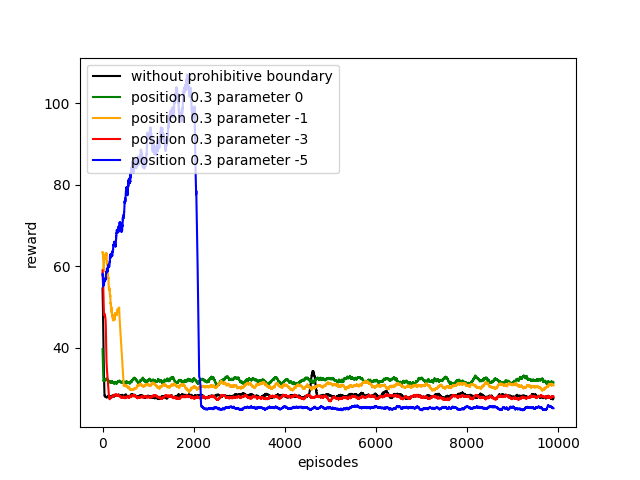 without prohibitive boundary
position 0.3 parameter 0
position 0.3 parameter -1
position 0.3 parameter -3
position 0.3 parameter -5
100
80
60
40
reward
0 2000 4000 6000 8000 10000
episodes